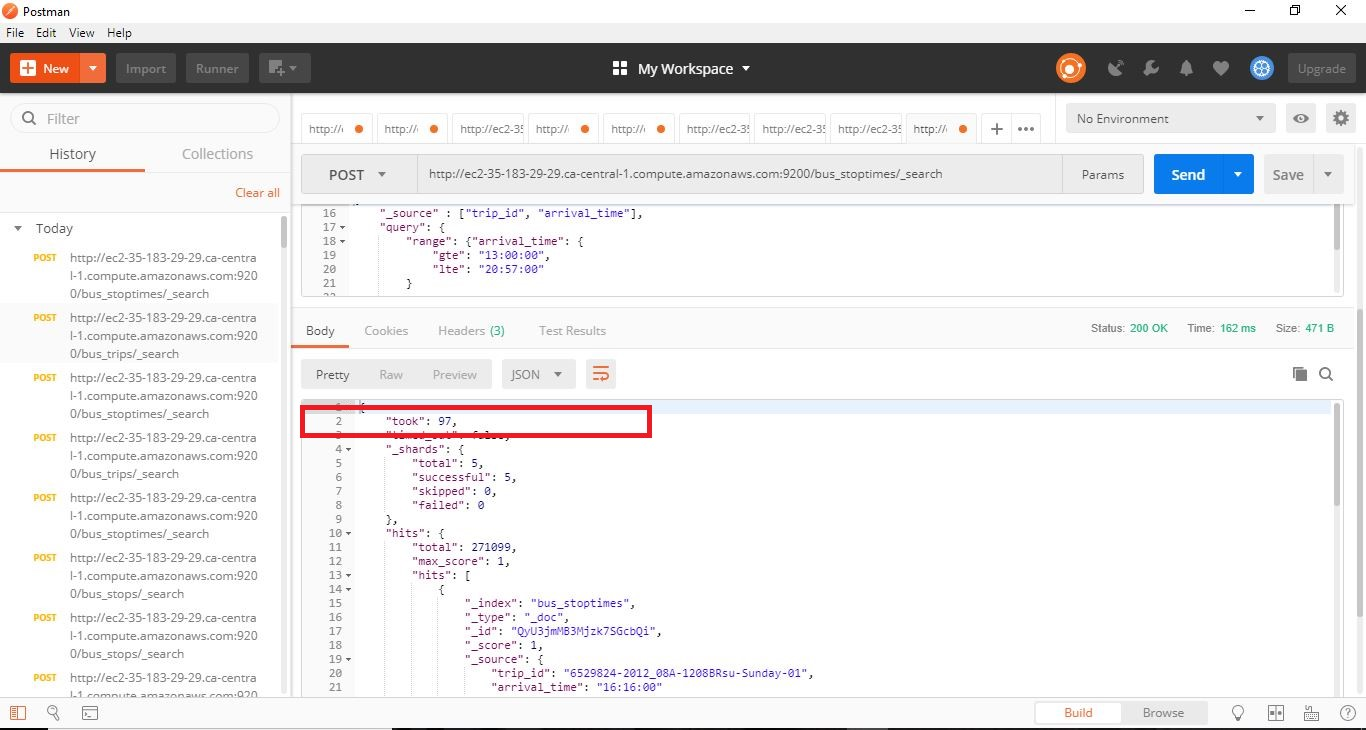 Postman
File Edit View Help
New Import Runner My Workspace Upgrade
Filter
History Collections
Clear all
Today
POST http://ec2-35-183-29-29.ca-centra
l-1.compute.amazonaws.com:920
0/bus_stoptimes/_search
POST http://ec2-35-183-29-29.ca-centra
l-1.compute.amazonaws.com:920
0/bus_trips/_search
POST http://ec2-35-183-29-29.ca-centra
l-1.compute.amazonaws.com:920
0/bus_stoptimes/_search
POST http://ec2-35-183-29-29.ca-centra
l-1.compute.amazonaws.com:920
0/bus_trips/_search
POST http://ec2-35-183-29-29.ca-centra
l-1.compute.amazonaws.com:920
0/bus_stoptimes/_search
POST http://ec2-35-183-29-29.ca-centra
l-1.compute.amazonaws.com:920
0/bus_stops/_search
POST http://ec2-35-183-29-29.ca-centra
l-1.compute.amazonaws.com:920
0/bus_stops/_search
POST http://ec2-35-183-29-29.ca-centra
l-1.compute.amazonaws.com:920
http:// http:// http://ec2-35 http:// http:// http://ec2-35 http://ec2-35 http://ec2-35 http://
No Environment
POST http://ec2-35-183-29-29.ca-central-1.compute.amazonaws.com:9200/bus_stoptimes/_search Params Send Save
16 "_source" : ["trip_id", "arrival_time"],
17 "query": {
18 "range": {"arrival_time": {
19 "gte": "13:00:00",
20 "lte": "20:57:00"
21 }
Body Cookies Headers (3) Test Results Status: 200 OK Time: 162 ms Size: 471 B
Pretty Raw Preview JSON
1 {
2 "took": 97,
3 "timed_out": false,
4 "_shards": {
5 "total": 5,
6 "successful": 5,
7 "skipped": 0,
8 "failed": 0
9 },
10 "hits": {
11 "total": 271099,
12 "max_score": 1,
13 "hits": [
14 {
15 "_index": "bus_stoptimes",
16 "_type": "_doc",
17 "_id": "QyU3jmMB3Mjzk7SGcbQi",
18 "_score": 1,
19 "_source": {
20 "trip_id": "6529824-2012_08A-1208BRsu-Sunday-01",
21 "arrival_time": "16:16:00"
Build Browse